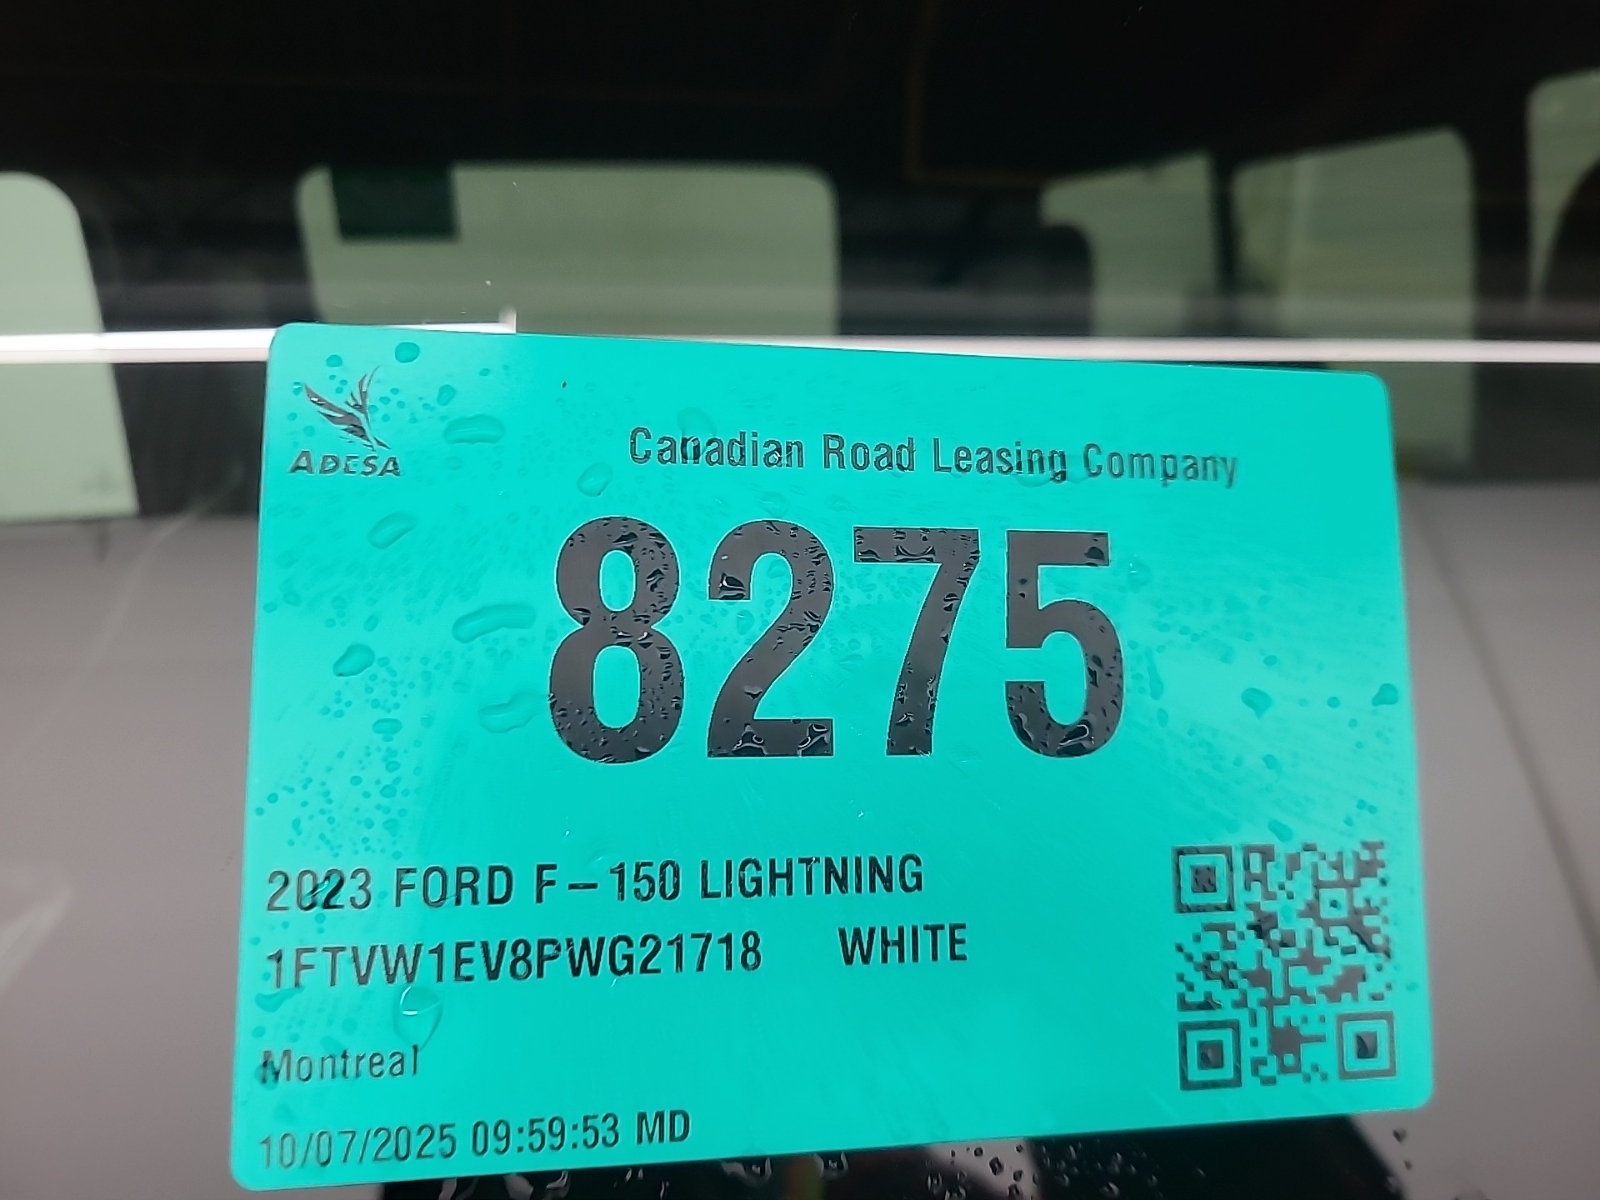 ADESA
Canadian Road Leasing Company
8275
2023 FORD F-150 LIGHTNING
1FTVW1EV8PWG21718 WHITE
Montreal
10/07/2025 09:59:53 MD